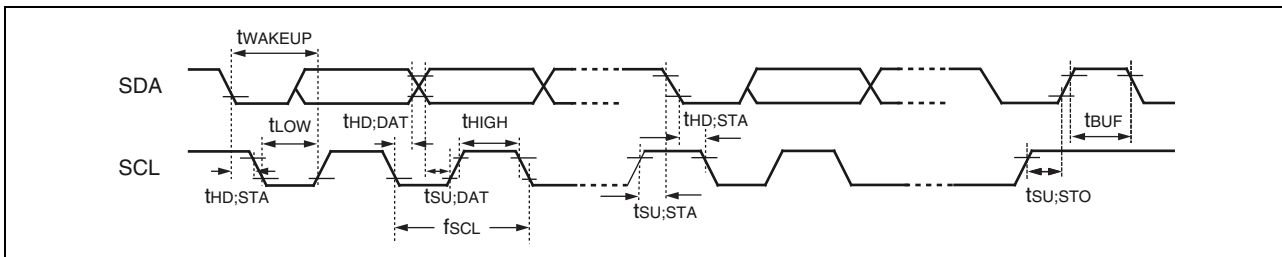 tWAKEUP
SDA
tLOW
tHD;DAT
tHIGH
tHD;STA
tBUF
SCL
tHD;STA
tSU;DAT
tSU;STA
tSU;STO
fSCL